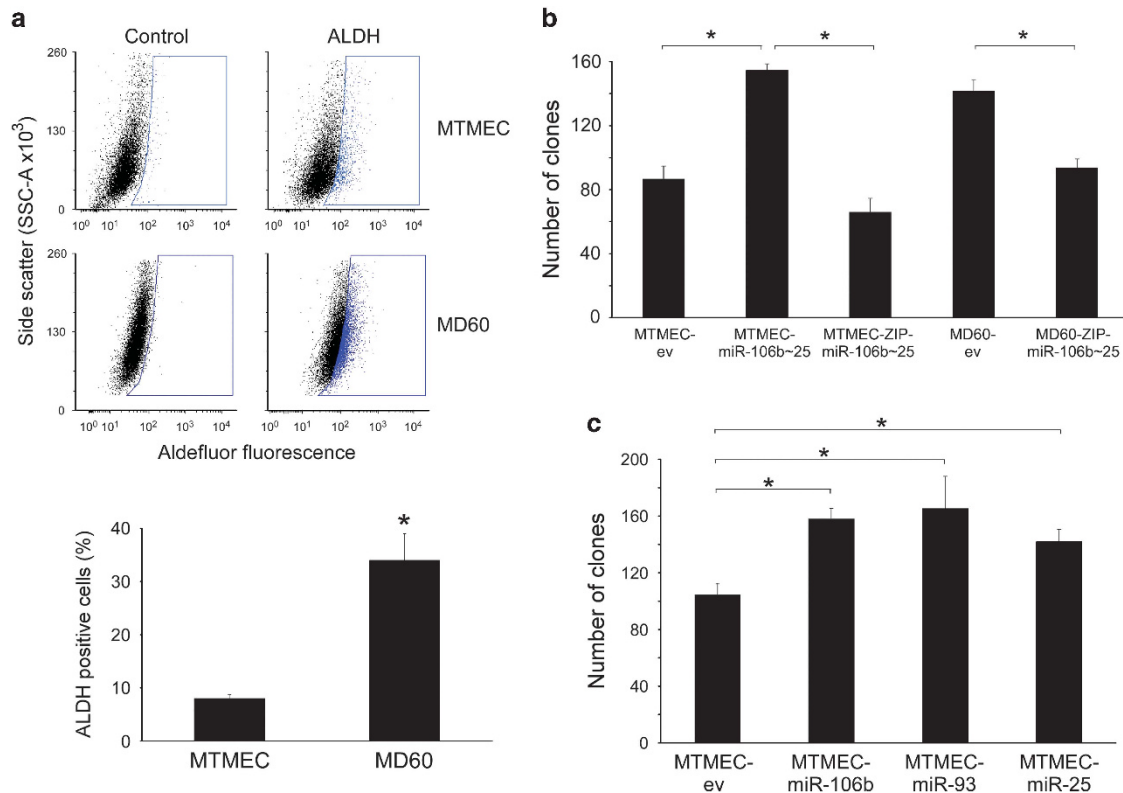 a
Control
ALDH
Side scatter (SSC-A x10³)
260
130
0
10⁰ 10¹ 10² 10³ 10⁴
10⁰ 10¹ 10² 10³ 10⁴
MTMEC
260
130
0
10⁰ 10¹ 10² 10³ 10⁴
10⁰ 10¹ 10² 10³ 10⁴
MD60
Aldefluor fluorescence
ALDH positive cells (%)
40
30
20
10
0
*
MTMEC
MD60
b
Number of clones
160
120
80
40
0
* * *
MTMEC-
ev
MTMEC-
miR-106b~25
MTMEC-ZIP-
miR-106b~25
MD60-
ev
MD60-ZIP-
miR-106b~25
c
Number of clones
200
160
120
100
60
40
0
*
*
*
MTMEC-
ev
MTMEC-
miR-106b
MTMEC-
miR-93
MTMEC-
miR-25